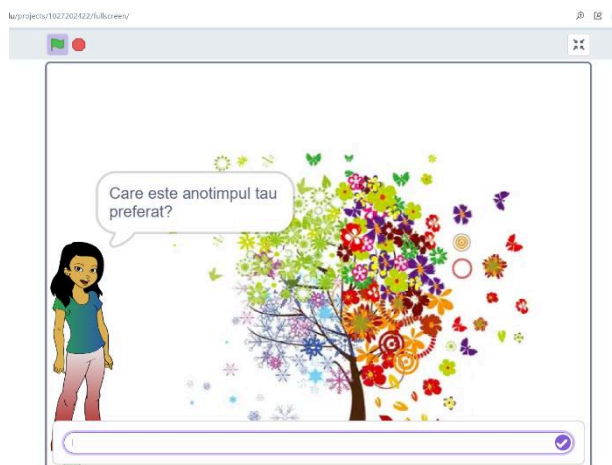 lu/projects/1027202422/fullscreen/
Care este anotimpul tau
preferat?